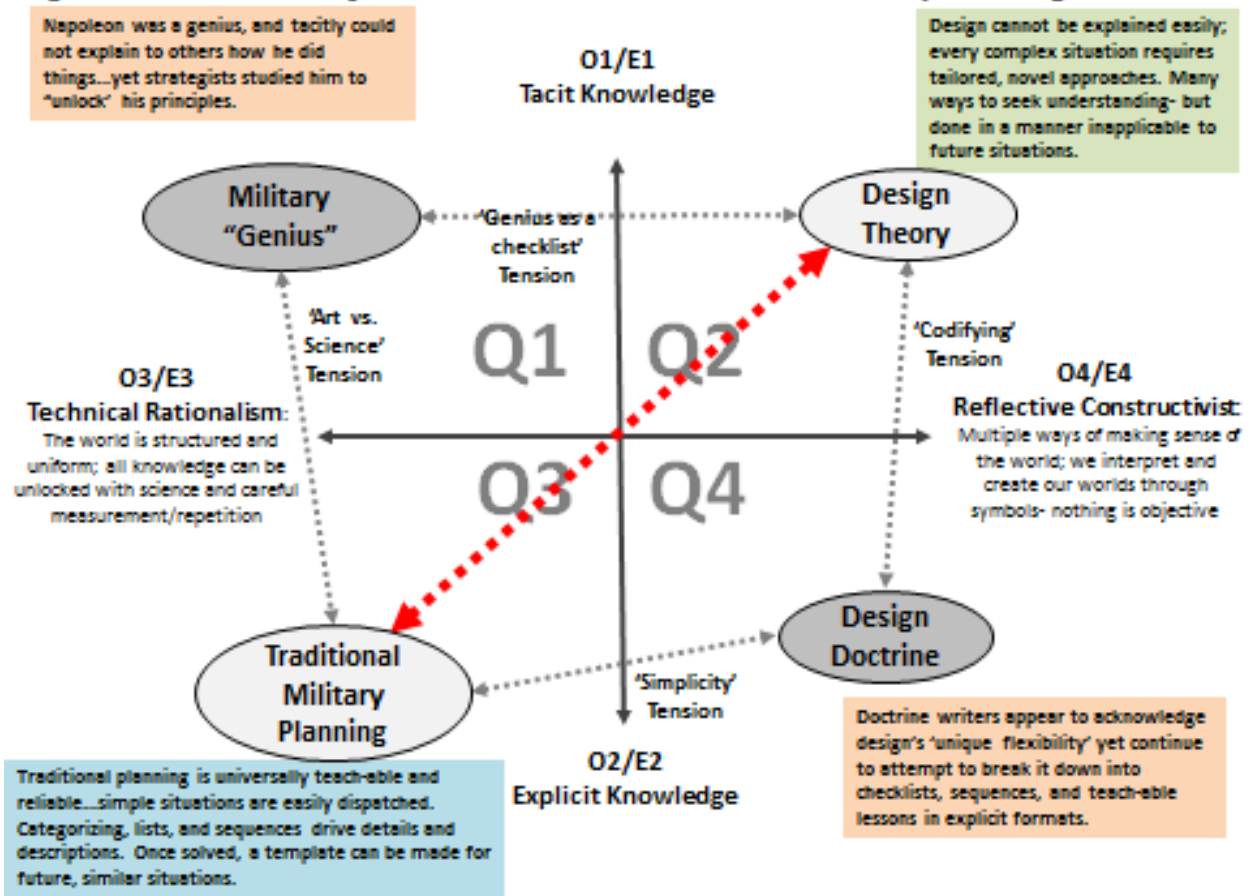 Napoleon was a genius, and tacitly could
not explain to others how he did
things...yet strategists studied him to
"unlock' his principles.
O1/E1
Tacit Knowledge
Design cannot be explained easily;
every complex situation requires
tailored, novel approaches. Many
ways to seek understanding- but
done in a manner inapplicable to
future situations.
Military
"Genius"
'Genius as a
checklist'
Tension
Design
Theory
'Art vs.
Science'
Tension
Q1
Q2
'Codifying'
Tension
O3/E3
Technical Rationalism:
The world is structured and
uniform; all knowledge can be
unlocked with science and careful
measurement/repetition
O4/E4
Reflective Constructivist:
Multiple ways of making sense of
the world; we interpret and
create our worlds through
symbols- nothing is objective
Q3
Q4
Traditional
Military
Planning
'Simplicity'
Tension
Design
Doctrine
O2/E2
Explicit Knowledge
Traditional planning is universally teach-able and
reliable...simple situations are easily dispatched.
Categorizing, lists, and sequences drive details and
descriptions. Once solved, a template can be made for
future, similar situations.
Doctrine writers appear to acknowledge
design's 'unique flexibility' yet continue
to attempt to break it down into
checklists, sequences, and teach-able
lessons in explicit formats.